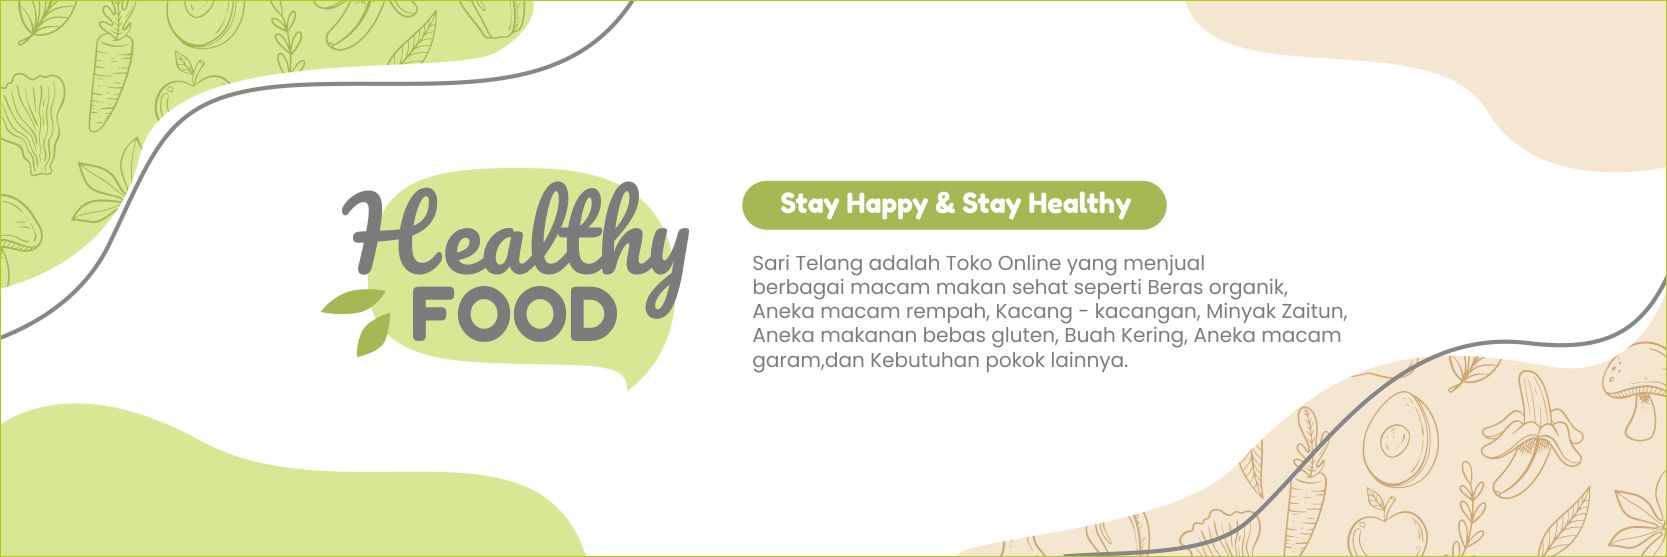 Healthy
FOOD
Stay Happy & Stay Healthy
Sari Telang adalah Toko Online yang menjual
berbagai macam makan sehat seperti Beras organik,
Aneka macam rempah, Kacang - kacangan, Minyak Zaitun,
Aneka makanan bebas gluten, Buah Kering, Aneka macam
garam,dan Kebutuhan pokok lainnya.